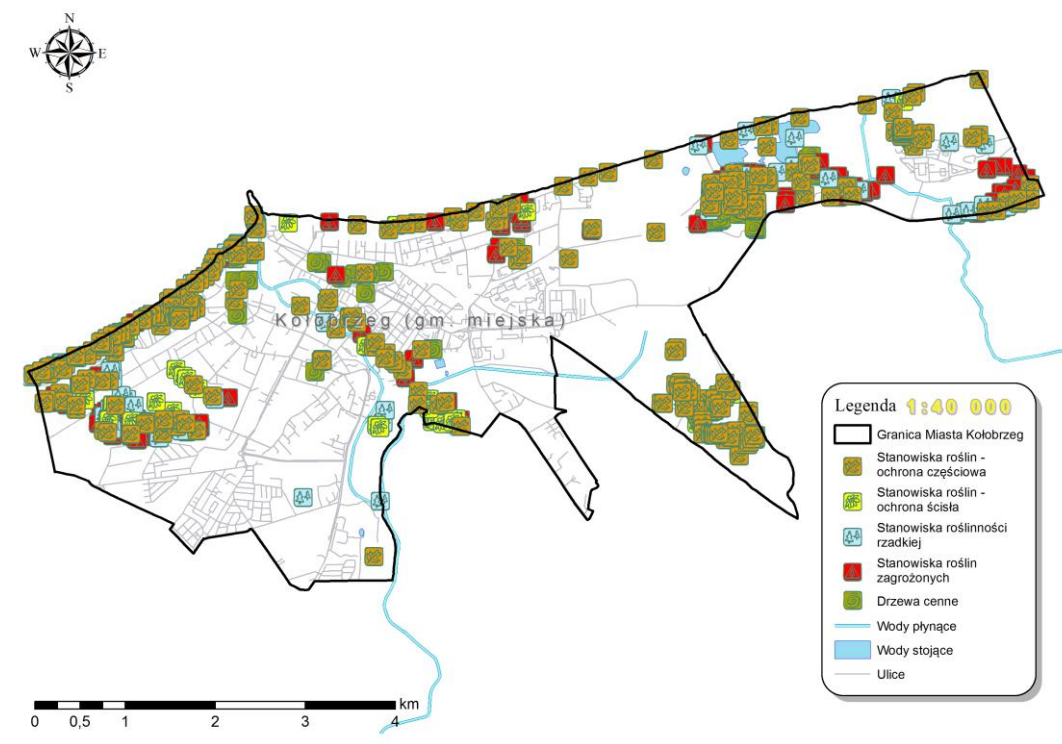 N
W E
S
Kołobrzeg (gm. miejska)
Legenda 1:40 000
Granica Miasta Kołobrzeg
Stanowiska roślin -
ochrona częściowa
Stanowiska roślin -
ochrona ścisła
Stanowiska roślinności
rzadkiej
Stanowiska roślin
zagrożonych
Drzewa cenne
Wody płynące
Wody stojące
Ulice
km
0 0,5 1 2 3 4